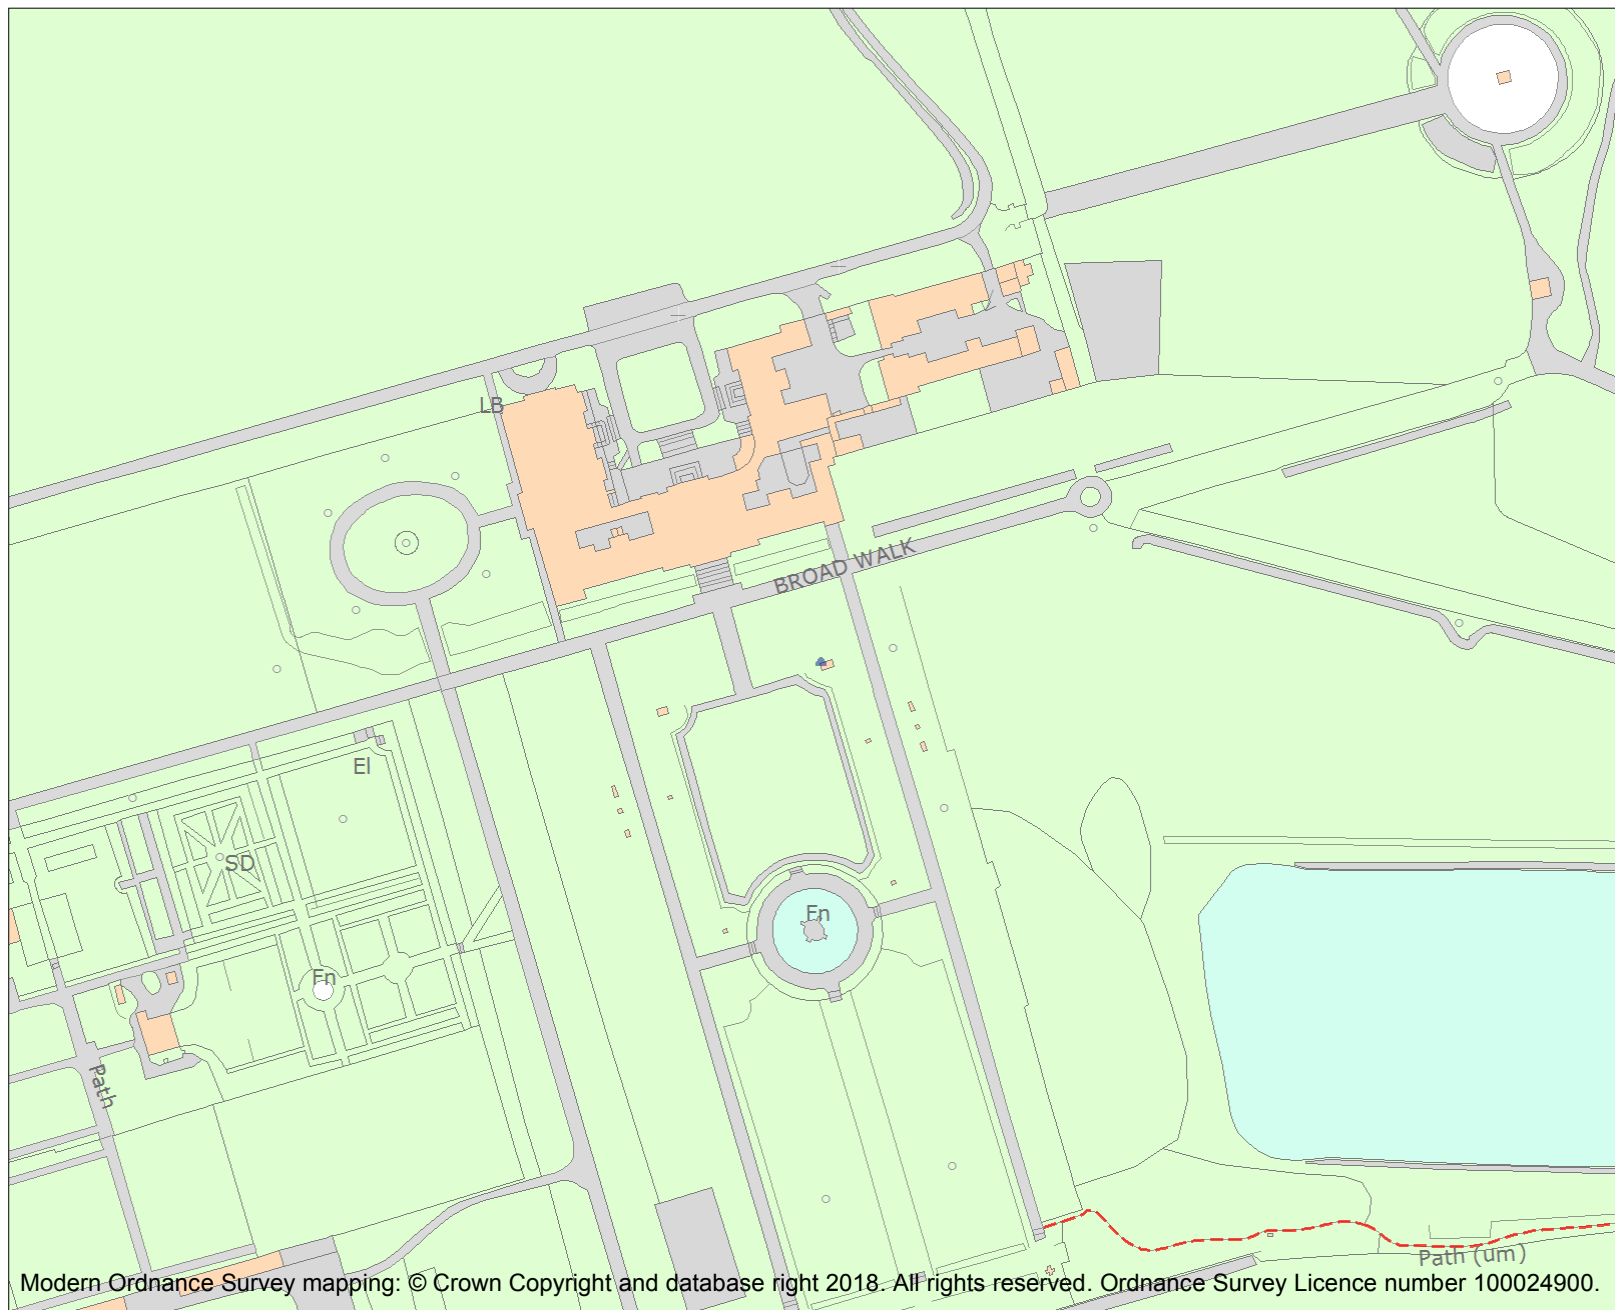 LB
BROAD WALK
El
SD
Fn
Fn
Path
Path (um)
Modern Ordnance Survey mapping: © Crown Copyright and database right 2018. All rights reserved. Ordnance Survey Licence number 100024900.